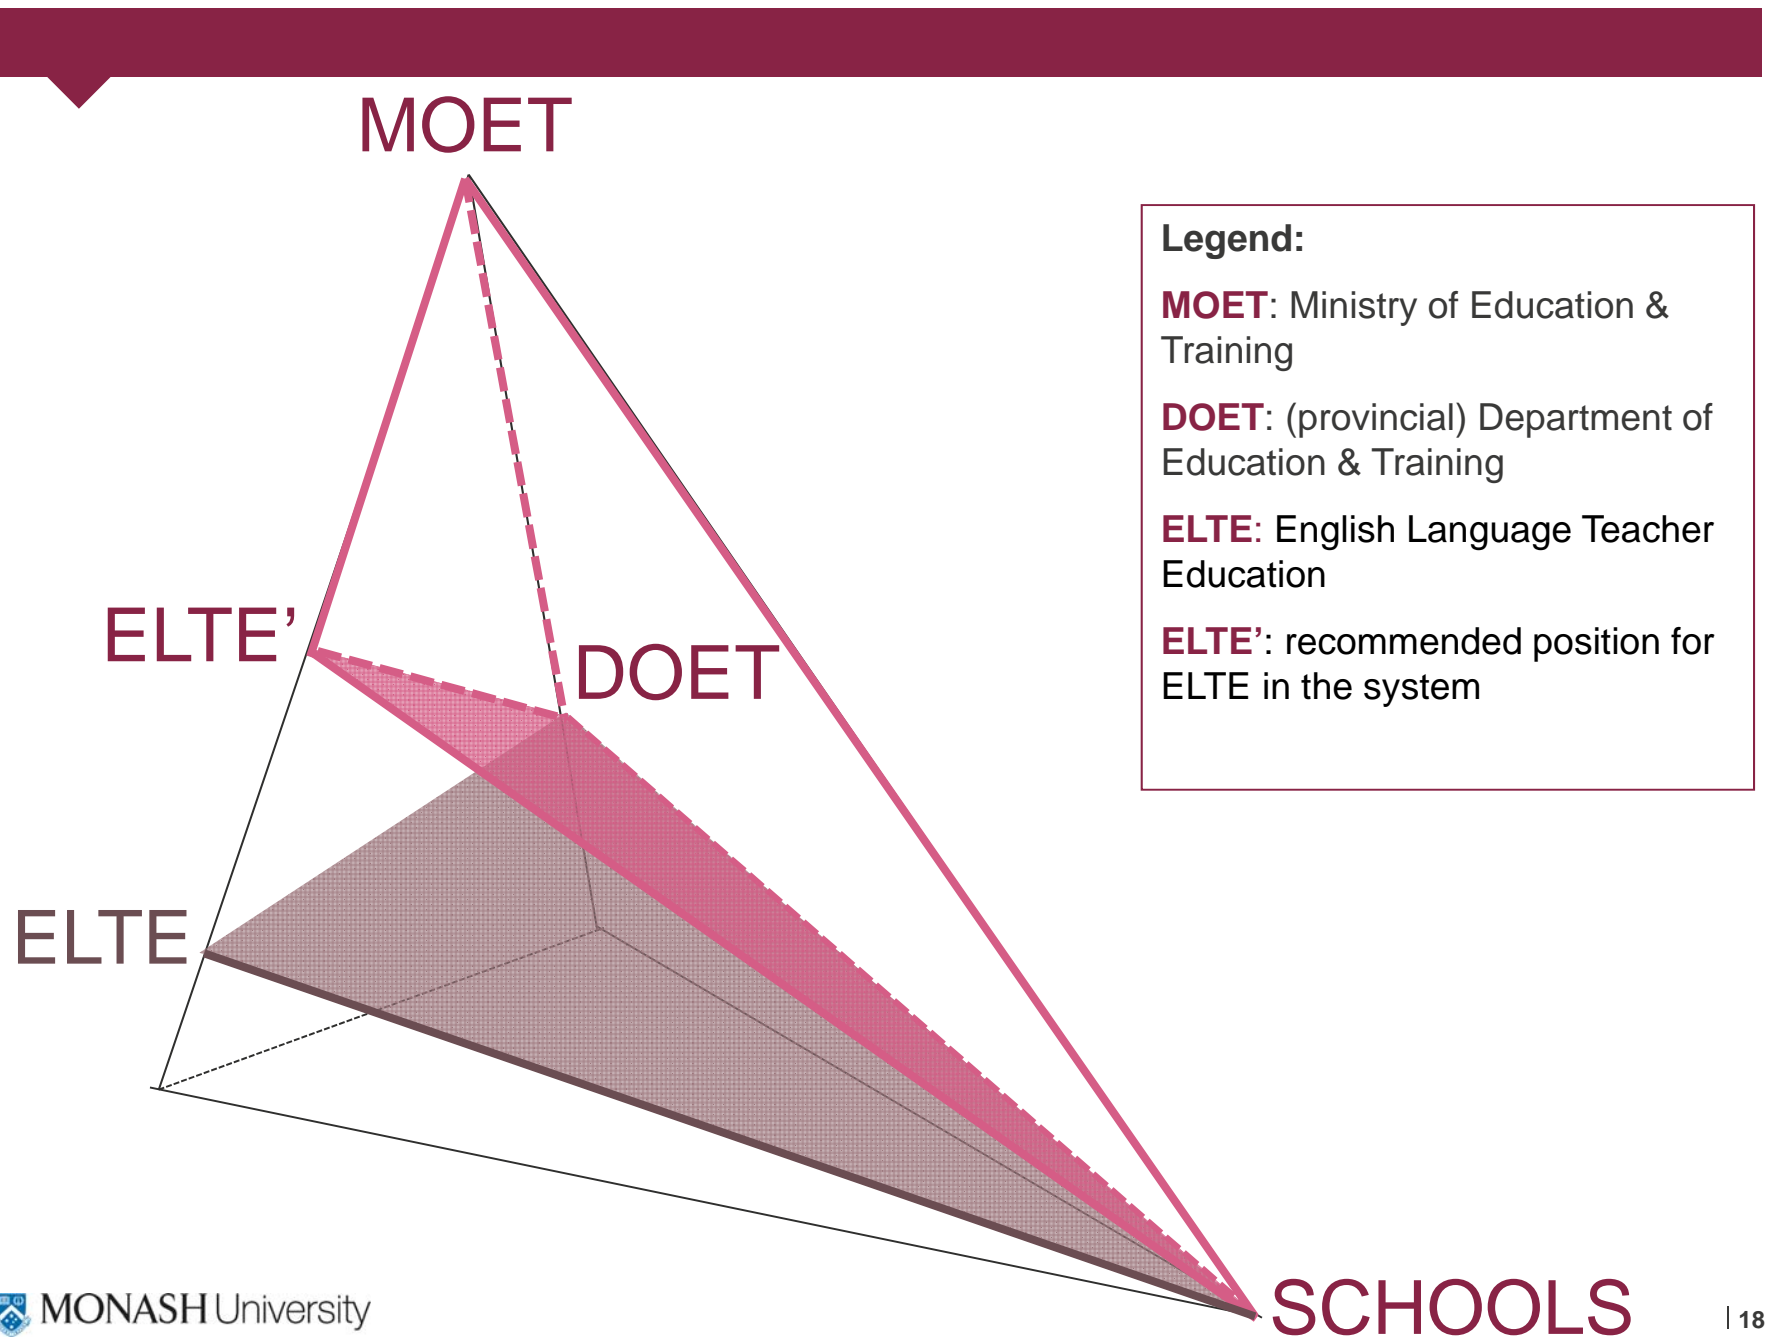 MOET
Legend:
MOET: Ministry of Education &
Training
DOET: (provincial) Department of
Education & Training
ELTE: English Language Teacher
Education
ELTE’: recommended position for
ELTE in the system
ELTE’
DOET
ELTE
SCHOOLS
MONASH University
18